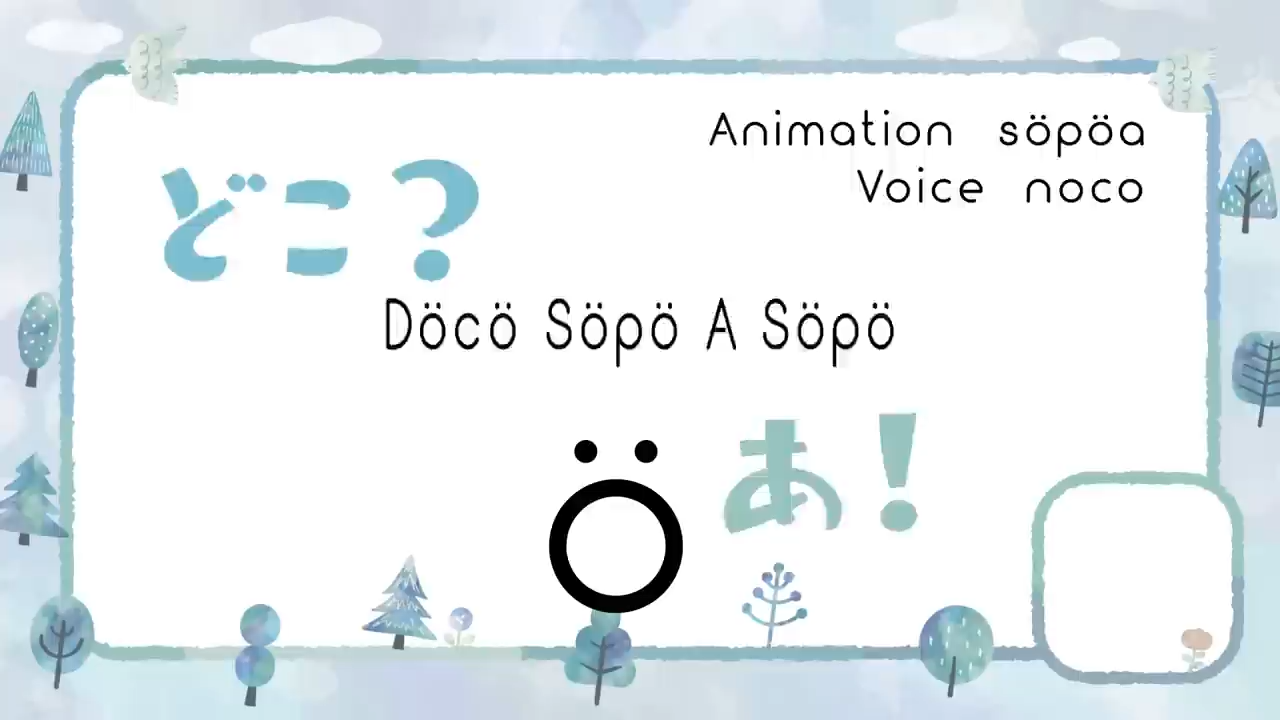 Animation söpöa
Voice noco
どこ？
Döcö Söpö A Söpö
ö
あ！